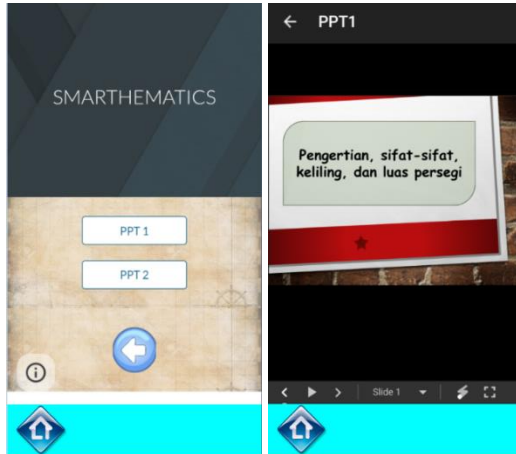 SMARTHEMATICS
PPT 1
PPT 2
PPT1
Pengertian, sifat-sifat,
keliling, dan luas persegi
Slide 1